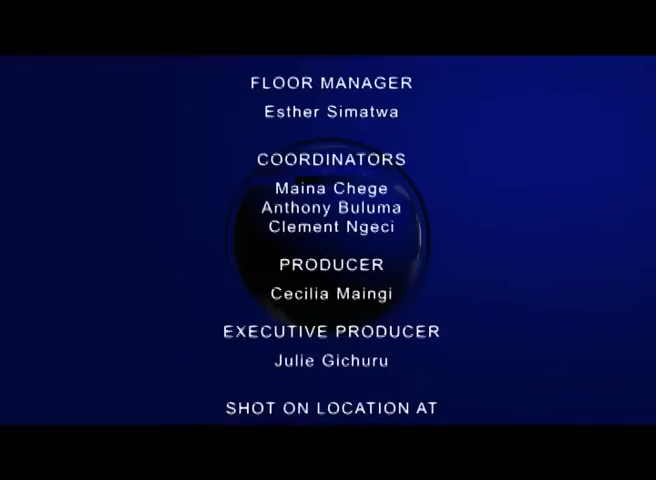 FLOOR MANAGER
Esther Simatwa
COORDINATORS
Maina Chege
Anthony Buluma
Clement Ngeci
PRODUCER
Cecilia Maingi
EXECUTIVE PRODUCER
Julie Gichuru
SHOT ON LOCATION AT